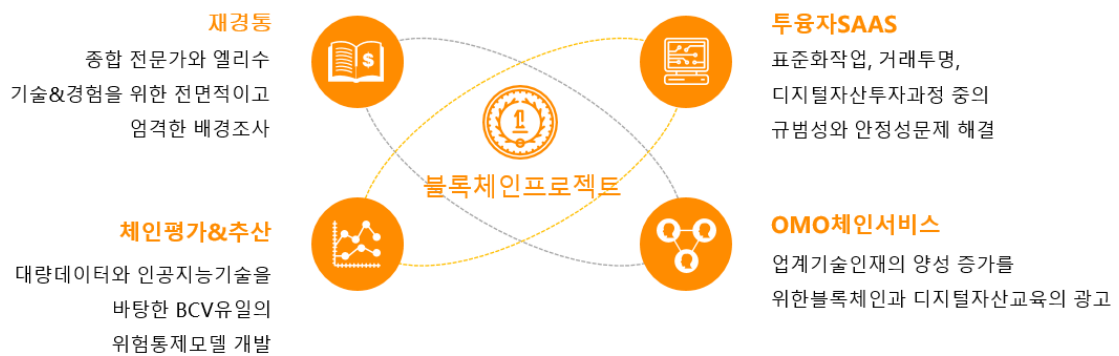 재경통
종합 전문가와 엘리수
기술&경험을 위한 전면적이고
엄격한 배경조사
투융자SAAS
표준화작업, 거래투명,
디지털자산투자과정 중의
규범성와 안정성문제 해결
$
1
블록체인프로젝트
체인평가&추산
대량데이터와 인공지능기술을
바탕한 BCV유일의
위험통제모델 개발
OMO체인서비스
업계기술인재의 양성 증가를
위한블록체인과 디지털자산교육의 광고